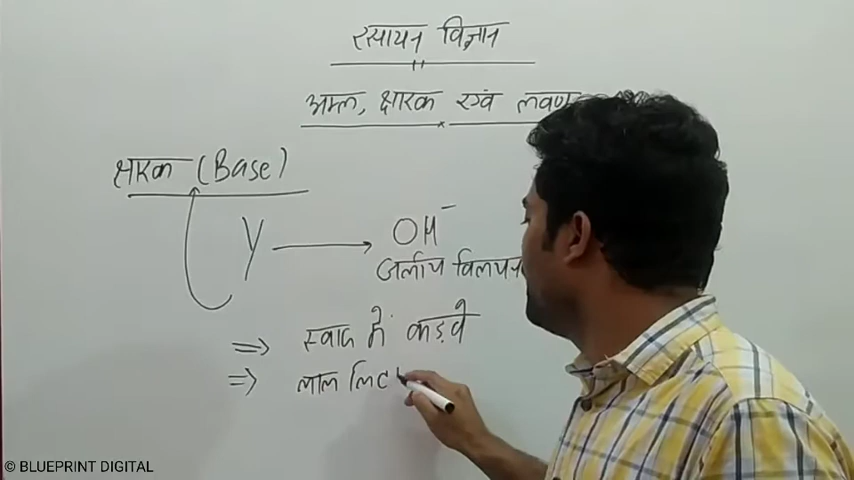 रसायन विज्ञान
अम्ल, क्षारक एवं लवण
क्षारक (Base)
Y → OH⁻
जलीय विलयन
⇒ स्वाद में कड़वे
⇒ लाल लिट
© BLUEPRINT DIGITAL